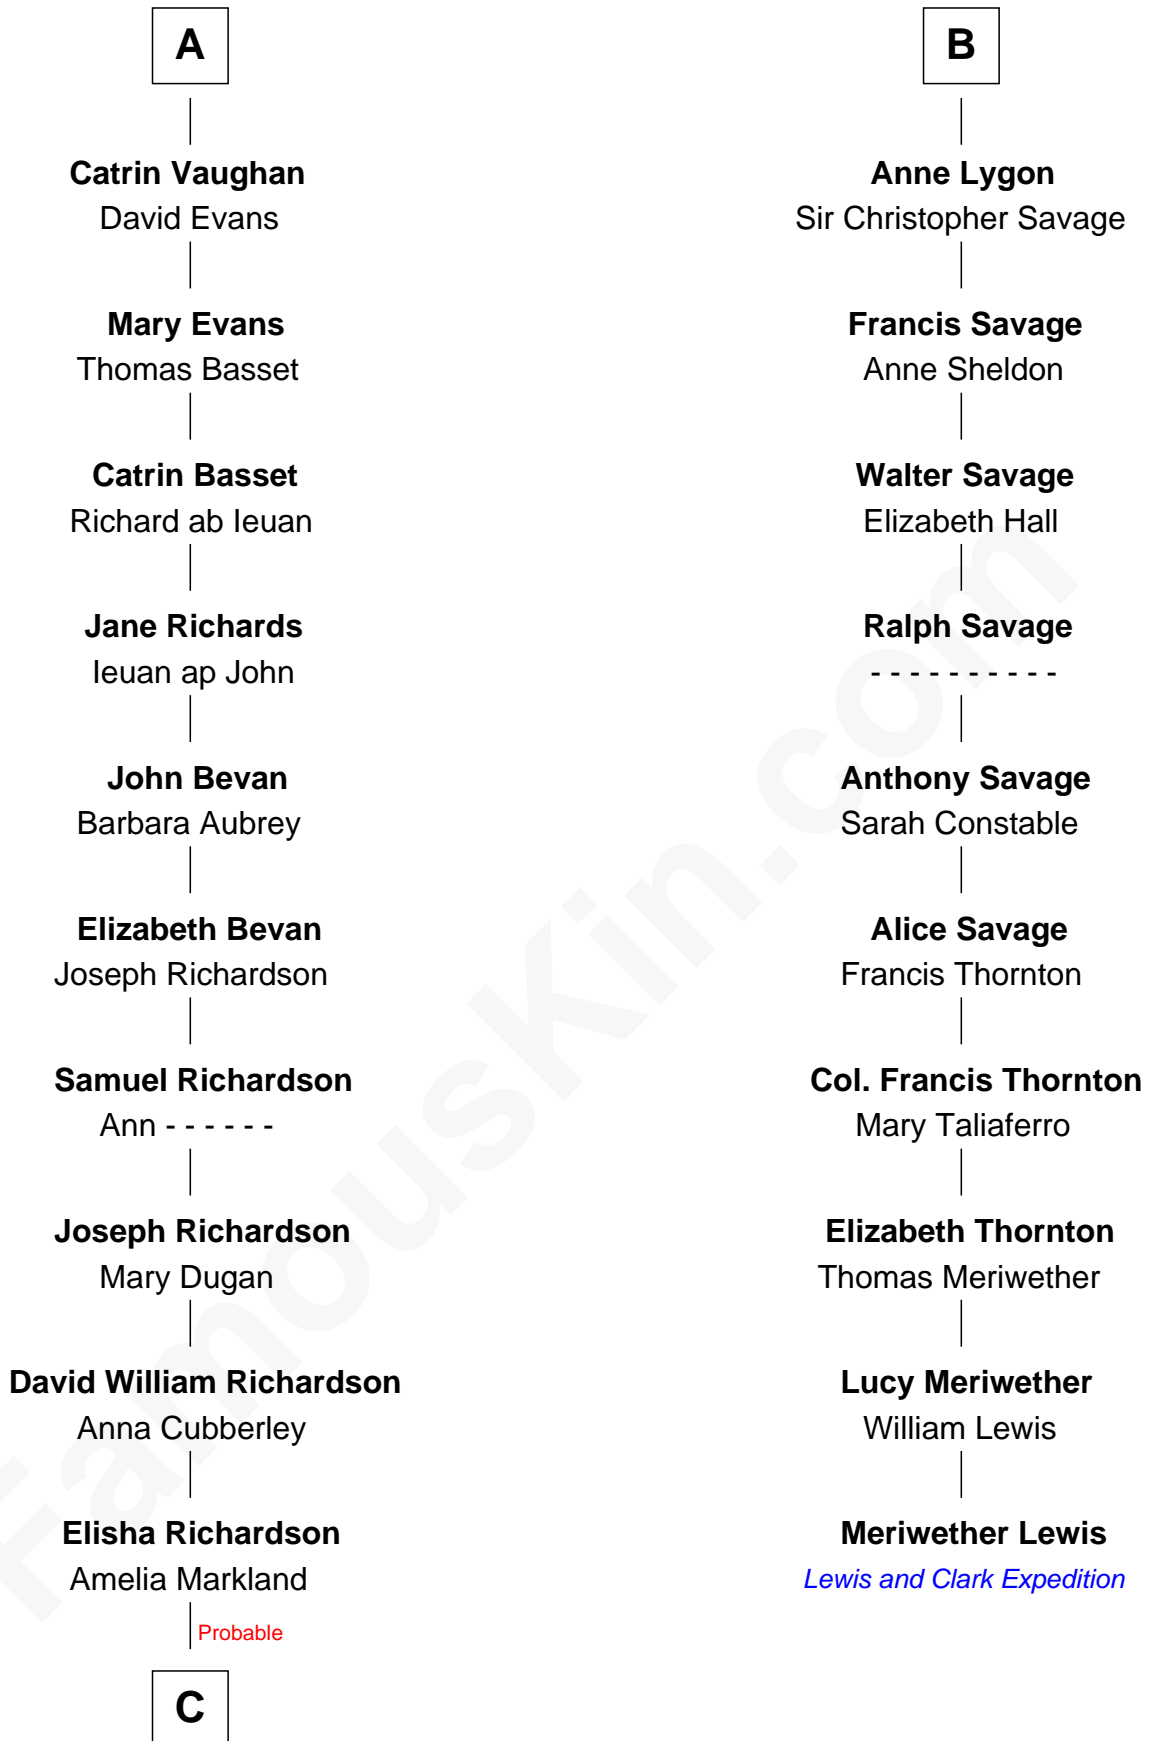 A
Catrin Vaughan
David Evans
Mary Evans
Thomas Basset
Catrin Basset
Richard ab Ieuan
Jane Richards
Ieuan ap John
John Bevan
Barbara Aubrey
Elizabeth Bevan
Joseph Richardson
Samuel Richardson
Ann - - - - - -
Joseph Richardson
Mary Dugan
David William Richardson
Anna Cubberley
Elisha Richardson
Amelia Markland
Probable
C
B
Anne Lygon
Sir Christopher Savage
Francis Savage
Anne Sheldon
Walter Savage
Elizabeth Hall
Ralph Savage
- - - - - - - - - -
Anthony Savage
Sarah Constable
Alice Savage
Francis Thornton
Col. Francis Thornton
Mary Taliaferro
Elizabeth Thornton
Thomas Meriwether
Lucy Meriwether
William Lewis
Meriwether Lewis
Lewis and Clark Expedition
FamousKin.com